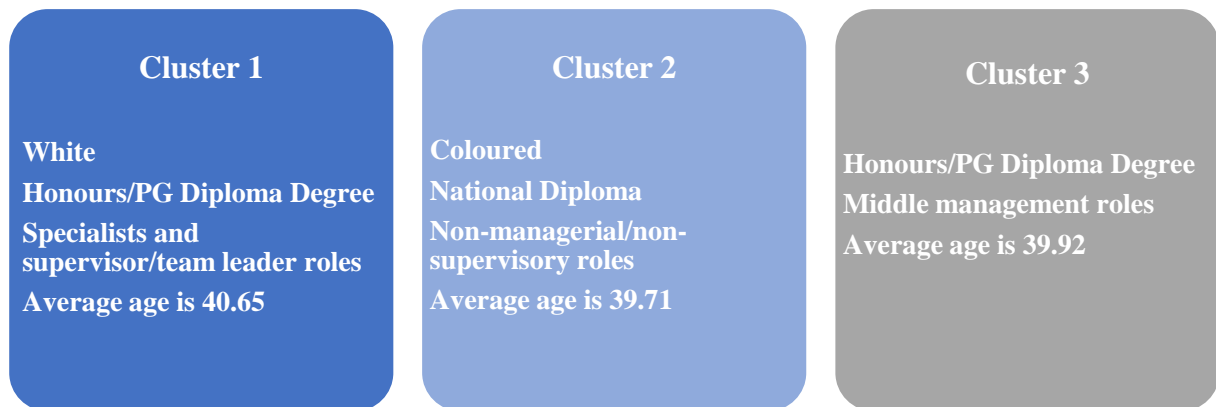 Cluster 1
White
Honours/PG Diploma Degree
Specialists and
supervisor/team leader roles
Average age is 40.65
Cluster 2
Coloured
National Diploma
Non-managerial/non-
supervisory roles
Average age is 39.71
Cluster 3
Honours/PG Diploma Degree
Middle management roles
Average age is 39.92